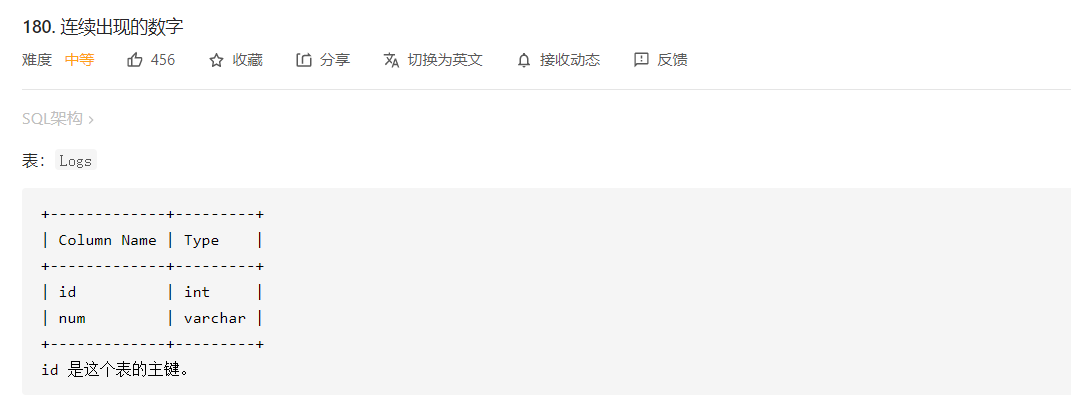 180. 连续出现的数字
难度 中等 456 收藏 分享 切换为英文 接收动态 反馈
SQL架构 ›
表：Logs
+-------------+---------+
| Column Name | Type    |
+-------------+---------+
| id          | int     |
| num         | varchar |
+-------------+---------+
id 是这个表的主键。